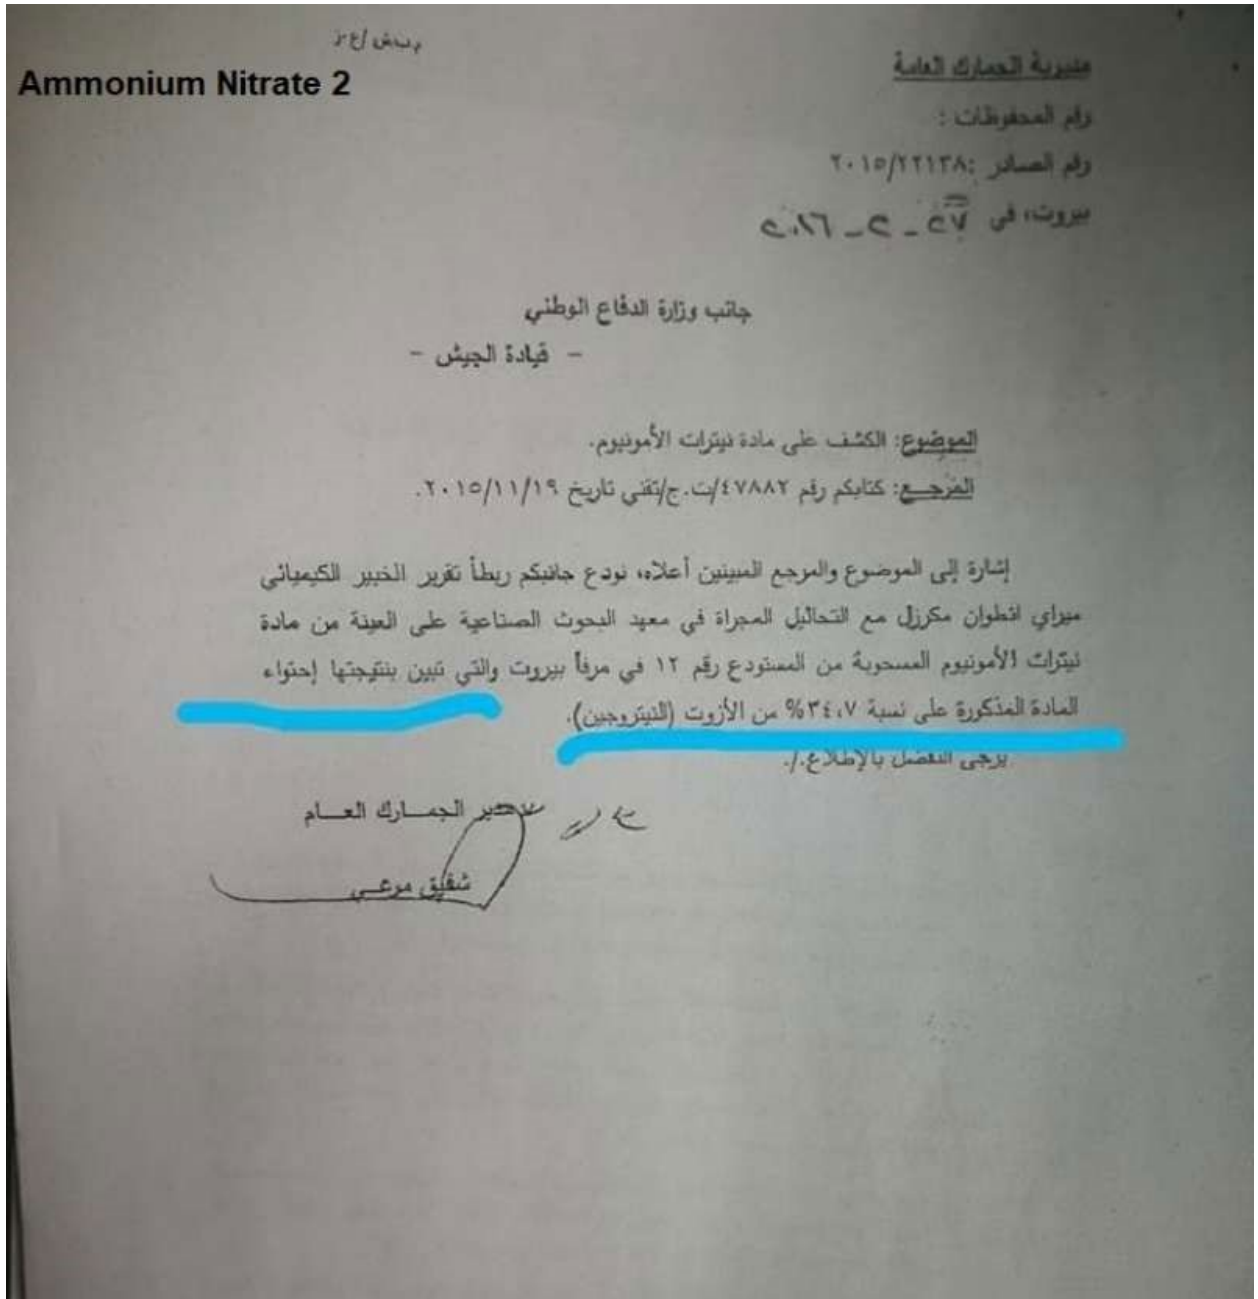 م ب ش / ع ز
Ammonium Nitrate 2
مديرية الجمارك العامة
رقم المحفوظات :
رقم الصادر :٢٠١٥/٢٢١٣٨
بيروت، في ٢٧ - ٢ - ٢٠١٦
جانب وزارة الدفاع الوطني
- قيادة الجيش -
الموضوع: الكشف على مادة نيترات الأمونيوم.
المرجع: كتابكم رقم ٤٧٨٨٢/ت.ج/تقني تاريخ ٢٠١٥/١١/١٩.
إشارة إلى الموضوع والمرجع المبينين أعلاه، نودع جانبكم ربطاً تقرير الخبير الكيميائي
ميراي انطوان مكرزل مع التحاليل المجراة في معهد البحوث الصناعية على العينة من مادة
نيترات الأمونيوم المسحوبة من المستودع رقم ١٢ في مرفأ بيروت والتي تبين بنتيجتها إحتواء
المادة المذكورة على نسبة ٣٤،٧% من الأزوت (النيتروجين).
يرجى التفضل بالإطلاع./.
مدير الجمارك العام
شفيق مرعي